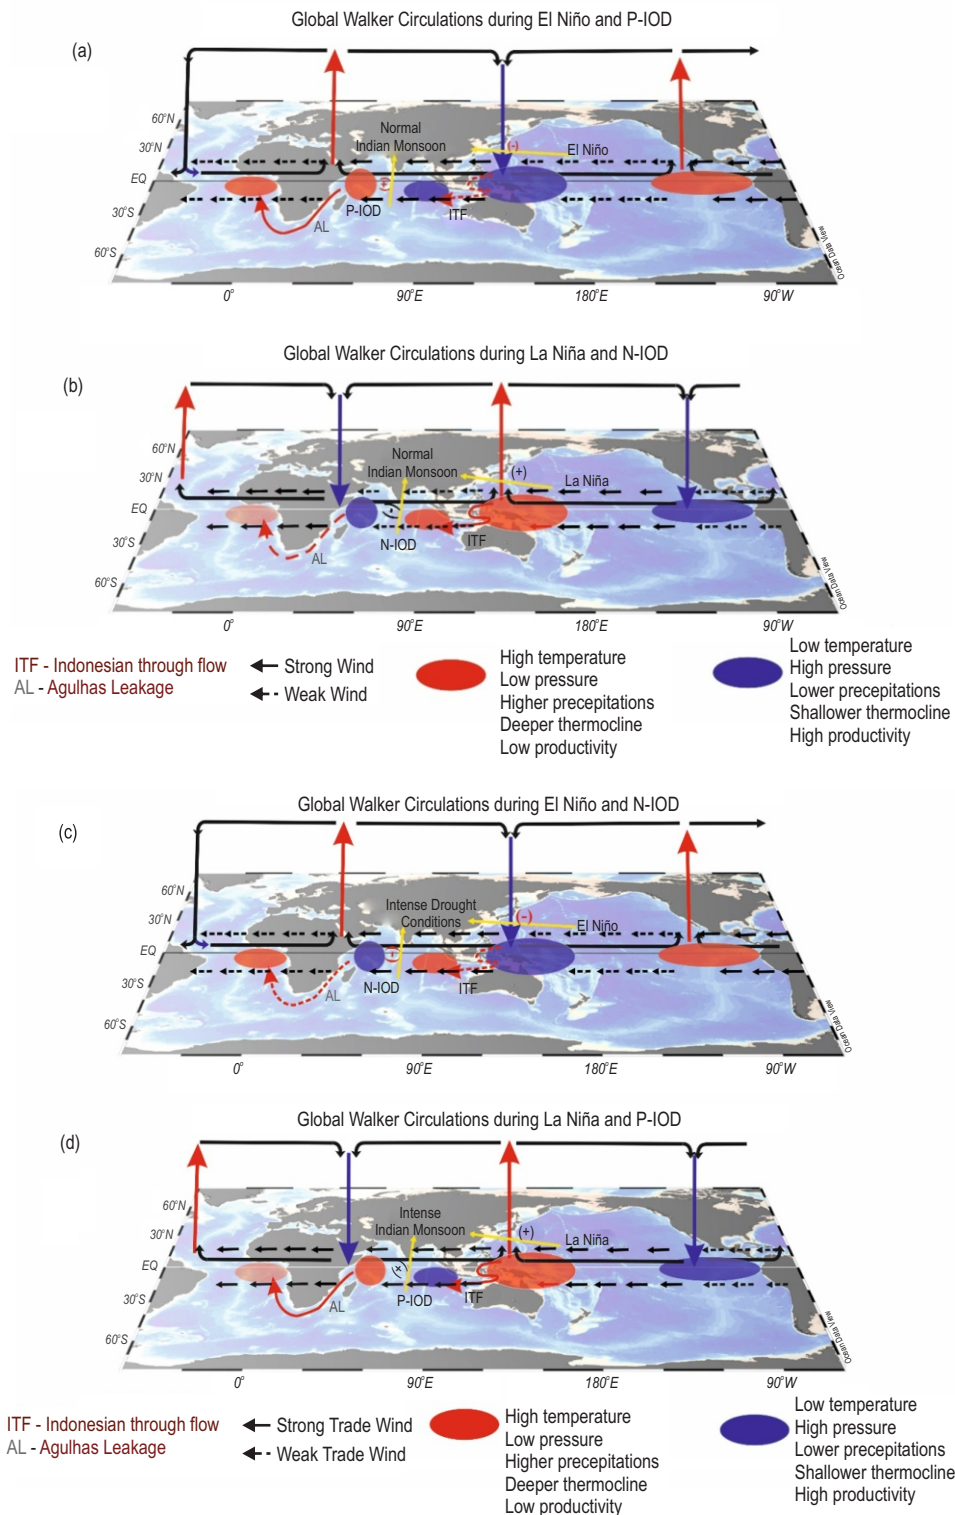 Global Walker Circulations during El Niño and P-IOD
(a)
60°N
Normal
Indian Monsoon
(-)
El Niño
30°N
EQ
(+)
P-IOD
ITF
30°S
AL
60°S
Ocean Data View
0°
90°E
180°E
90°W
Global Walker Circulations during La Niña and N-IOD
(b)
60°N
Normal
Indian Monsoon
(+)
30°N
La Niña
EQ
N-IOD
ITF
30°S
AL
60°S
Ocean Data View
0°
90°E
180°E
90°W
ITF - Indonesian through flow
AL - Agulhas Leakage
Strong Wind
Weak Wind
High temperature
Low pressure
Higher precepitations
Deeper thermocline
Low productivity
Low temperature
High pressure
Lower precepitations
Shallower thermocline
High productivity
Global Walker Circulations during El Niño and N-IOD
(c)
60°N
Intense Drought
Conditions
(-)
30°N
El Niño
EQ
N-IOD
ITF
30°S
AL
60°S
Ocean Data View
0°
90°E
180°E
90°W
Global Walker Circulations during La Niña and P-IOD
(d)
60°N
Intense
Indian Monsoon
(+)
30°N
La Niña
EQ
(+)
P-IOD
ITF
30°S
AL
60°S
Ocean Data View
0°
90°E
180°E
90°W
ITF - Indonesian through flow
AL - Agulhas Leakage
Strong Trade Wind
Weak Trade Wind
High temperature
Low pressure
Higher precepitations
Deeper thermocline
Low productivity
Low temperature
High pressure
Lower precepitations
Shallower thermocline
High productivity